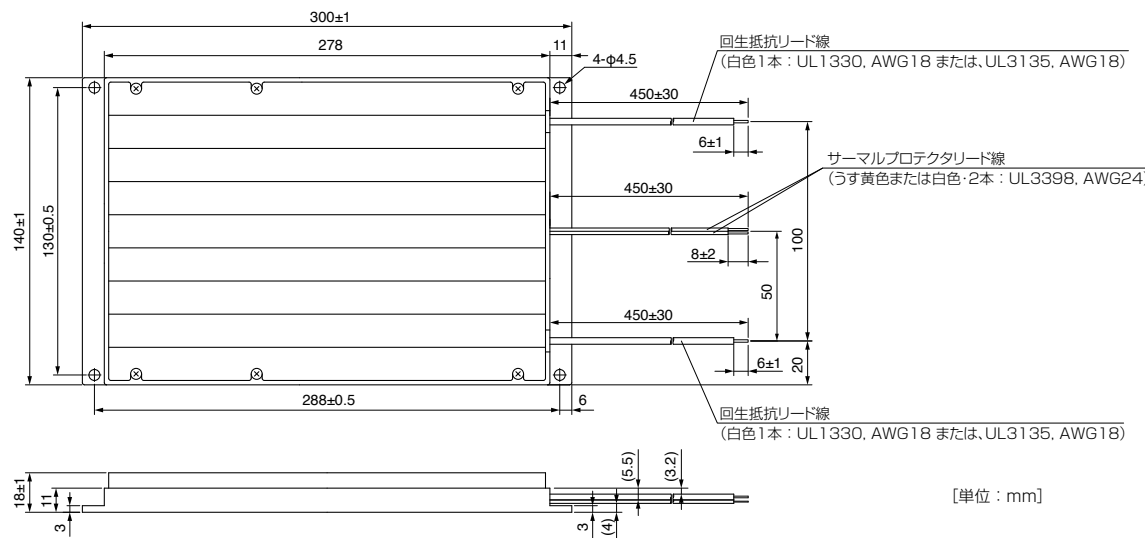 300±1
278
11
4-φ4.5
回生抵抗リード線
(白色1本：UL1330, AWG18 または、UL3135, AWG18)
450±30
6±1
サーマルプロテクタリード線
(うす黄色または白色・2本：UL3398, AWG24)
450±30
8±2
140±1
130±0.5
100
50
450±30
6±1
20
288±0.5
6
回生抵抗リード線
(白色1本：UL1330, AWG18 または、UL3135, AWG18)
18±1
11
3
(5.5)
(3.2)
3
(4)
[単位：mm]